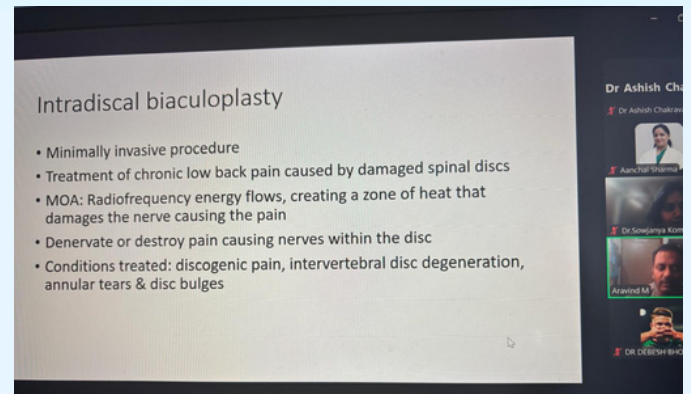 Intradiscal biaculoplasty
• Minimally invasive procedure
• Treatment of chronic low back pain caused by damaged spinal discs
• MOA: Radiofrequency energy flows, creating a zone of heat that
damages the nerve causing the pain
• Denervate or destroy pain causing nerves within the disc
• Conditions treated: discogenic pain, intervertebral disc degeneration,
annular tears & disc bulges
Dr Ashish Cha
Dr Ashish Chakrav
Aanchal Sharma
Dr.Sowjanya Kom
Aravind M
DR DEBESH BHO